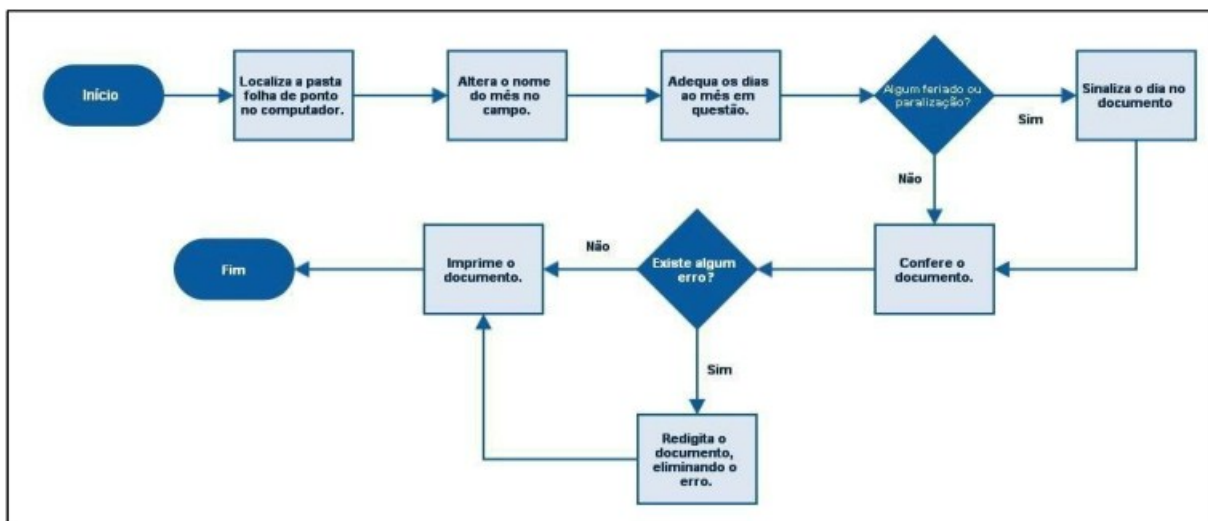 Início
Localiza a pasta
folha de ponto
no computador.
Altera o nome
do mês no
campo.
Adequa os dias
ao mês em
questão.
Algum feriado ou
paralização?
Sim
Sinaliza o dia no
documento
Não
Confere o
documento.
Existe algum
erro?
Não
Imprime o
documento.
Fim
Sim
Redigita o
documento,
eliminando o
erro.